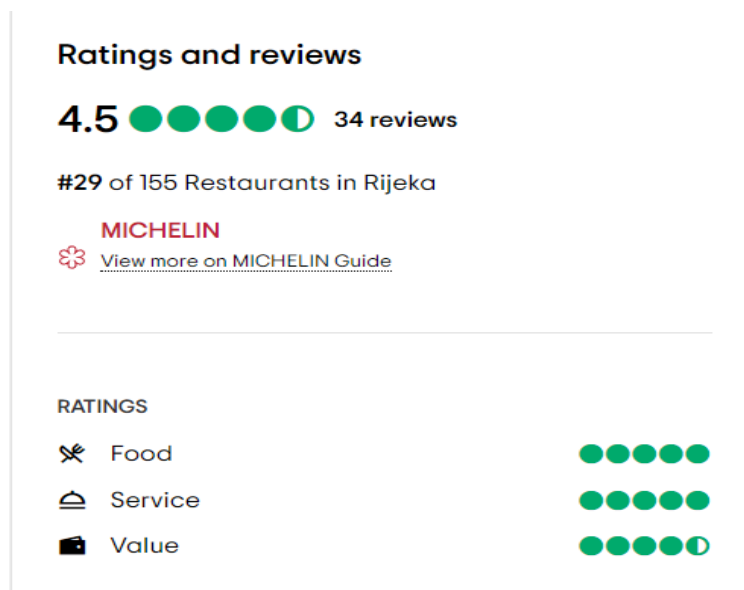 Ratings and reviews
4.5 34 reviews
#29 of 155 Restaurants in Rijeka
MICHELIN
View more on MICHELIN Guide
RATINGS
Food
Service
Value